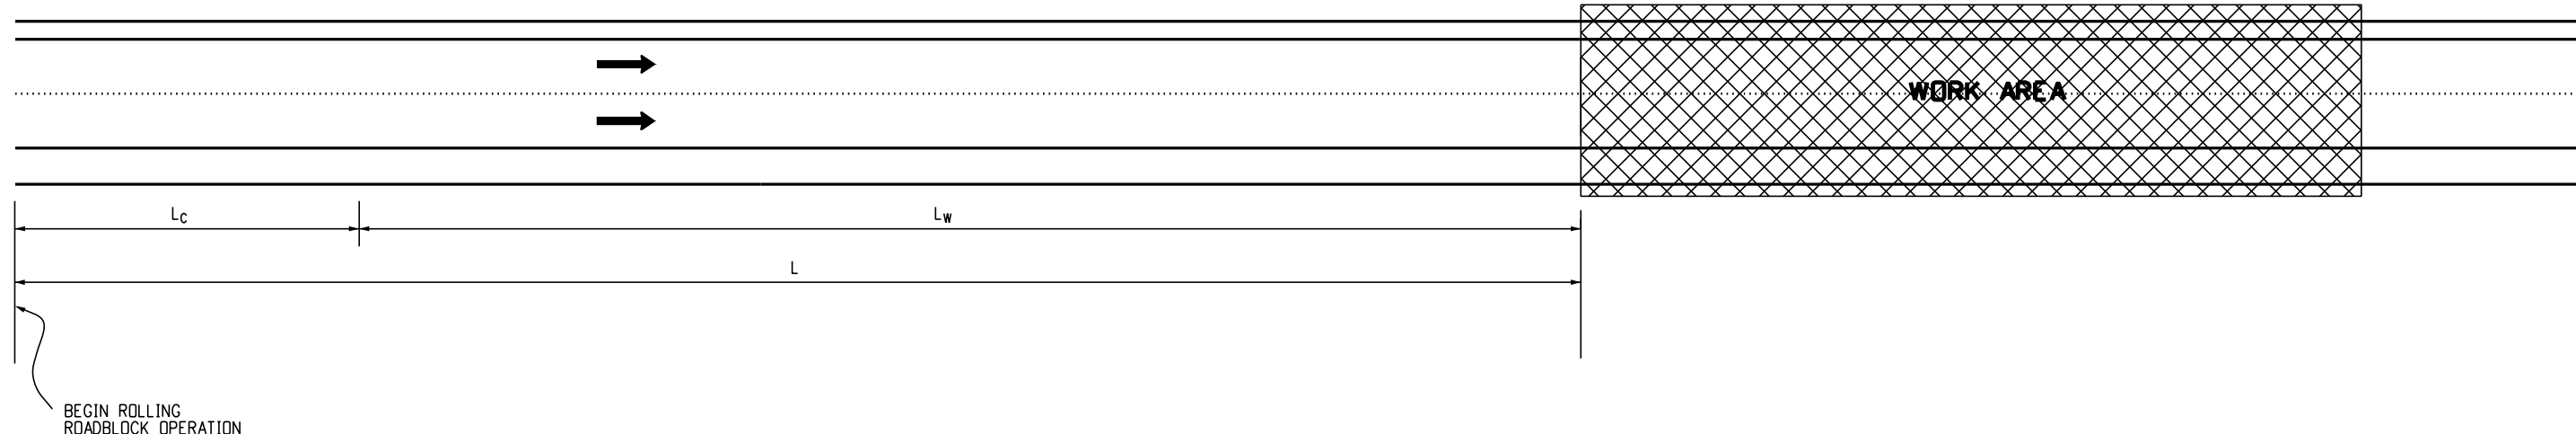 WORK AREA
LC
LW
L
BEGIN ROLLING
ROADBLOCK OPERATION